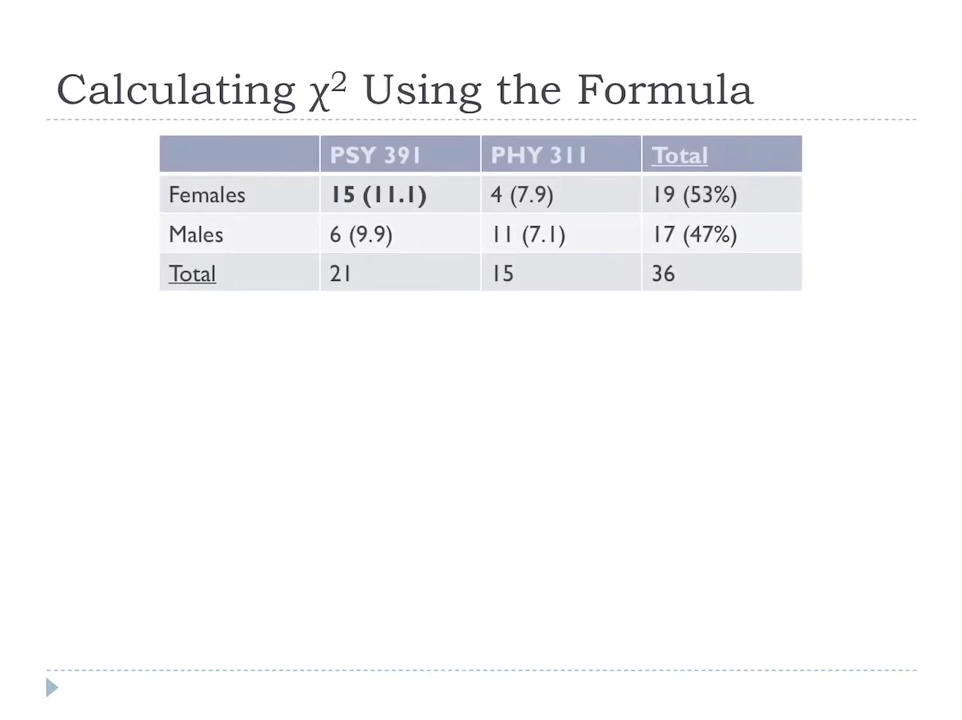 Calculating χ² Using the Formula
PSY 391 PHY 311 Total
Females 15 (11.1) 4 (7.9) 19 (53%)
Males 6 (9.9) 11 (7.1) 17 (47%)
Total 21 15 36